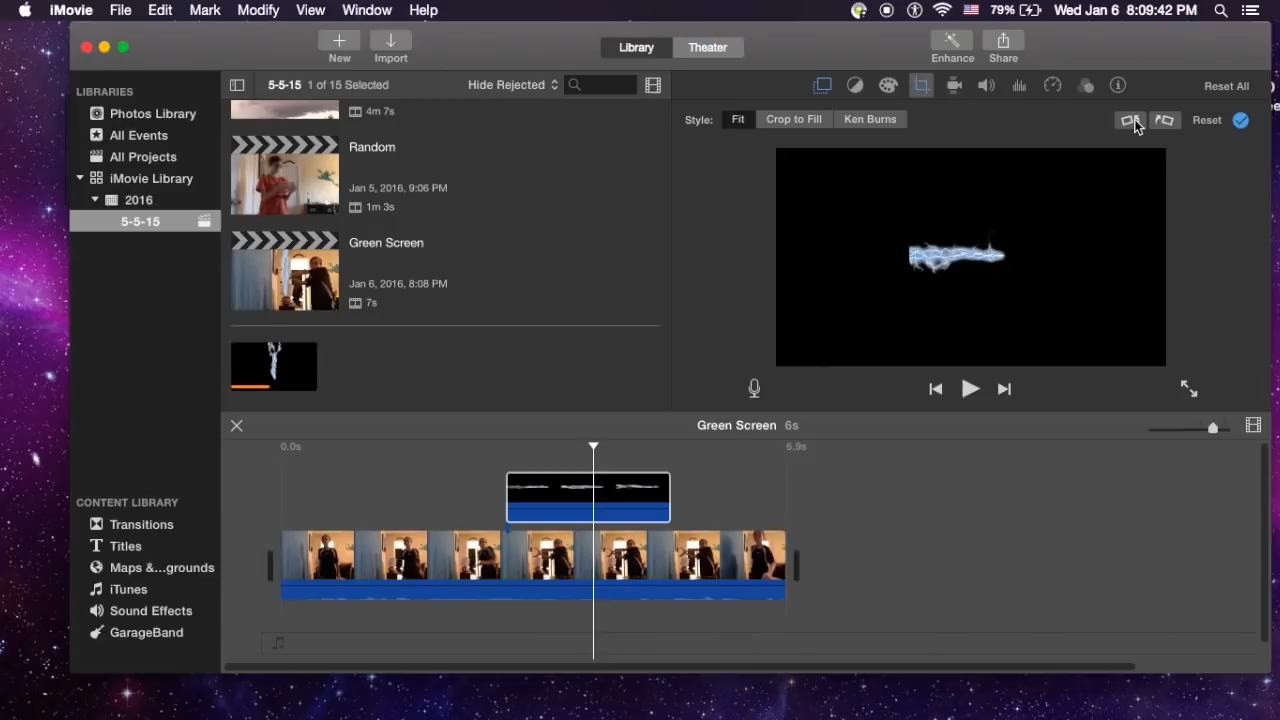 iMovie File Edit Mark Modify View Window Help 79% Wed Jan 6 8:09:42 PM
New Import Library Theater Enhance Share
LIBRARIES
Photos Library
All Events
All Projects
iMovie Library
2016
5-5-15
5-5-15 1 of 15 Selected Hide Rejected
4m 7s
Random
Jan 5, 2016, 9:06 PM
1m 3s
Green Screen
Jan 6, 2016, 8:08 PM
7s
Reset All
Style: Fit Crop to Fill Ken Burns Reset
Green Screen 6s
0.0s 6.9s
CONTENT LIBRARY
Transitions
Titles
Maps &...grounds
iTunes
Sound Effects
GarageBand